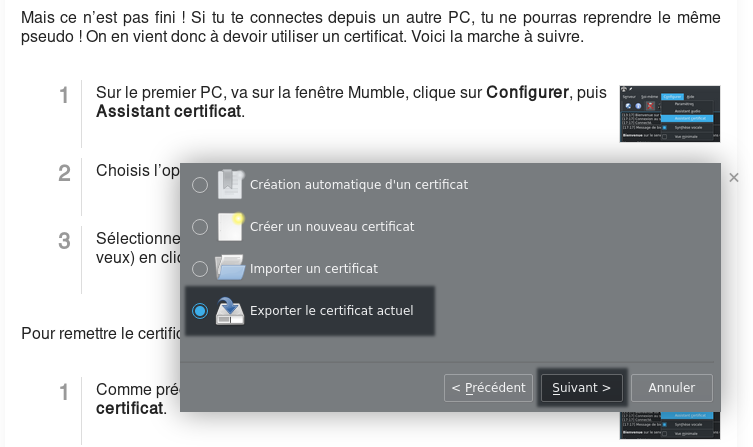 Mais ce n’est pas fini ! Si tu te connectes depuis un autre PC, tu ne pourras reprendre le même
pseudo ! On en vient donc à devoir utiliser un certificat. Voici la marche à suivre.
1
Sur le premier PC, va sur la fenêtre Mumble, clique sur Configurer, puis
Assistant certificat.
2
Choisis l’op
3
Sélectionne
veux) en clic
Pour remettre le certific
1
Comme pré
certificat.
×
Création automatique d'un certificat
Créer un nouveau certificat
Importer un certificat
Exporter le certificat actuel
< Précédent
Suivant >
Annuler